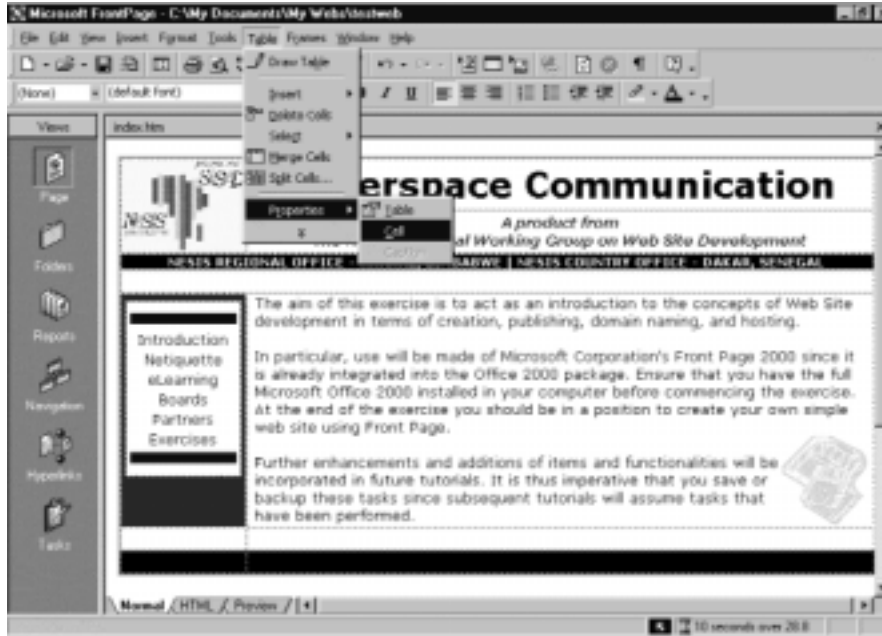 Microsoft FrontPage - C:\My Documents\My Webs\testweb
File Edit View Insert Format Tools Table Frames Window Help
(None) (default font)
Draw Table
Insert
Delete Cells
Select
Merge Cells
Split Cells...
Properties
Table
Cell
Views
index.htm
Page
Folders
Reports
Navigation
Hyperlinks
Tasks
NSSS
erspace Communication
A product from
al Working Group on Web Site Development
NESIS REGIONAL OFFICE - BABWE | NESIS COUNTRY OFFICE - DAKAR, SENEGAL
Introduction
Netiquette
eLearning
Boards
Partners
Exercises
The aim of this exercise is to act as an introduction to the concepts of Web Site
development in terms of creation, publishing, domain naming, and hosting.
In particular, use will be made of Microsoft Corporation's Front Page 2000 since it
is already integrated into the Office 2000 package. Ensure that you have the full
Microsoft Office 2000 installed in your computer before commencing the exercise.
At the end of the exercise you should be in a position to create your own simple
web site using Front Page.
Further enhancements and additions of items and functionalities will be
incorporated in future tutorials. It is thus imperative that you save or
backup these tasks since subsequent tutorials will assume tasks that
have been performed.
Normal HTML Preview
10 seconds over 28.8